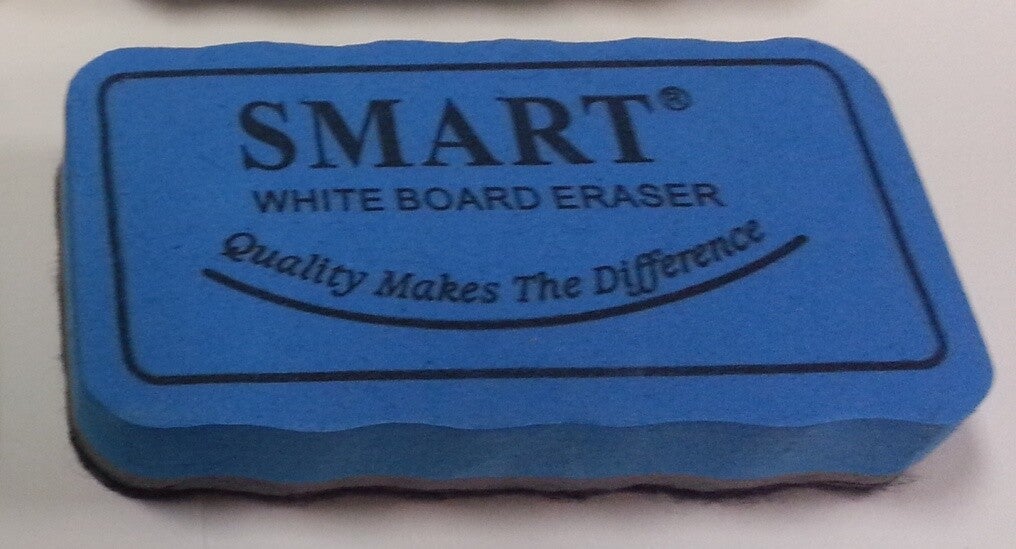 SMART®
WHITE BOARD ERASER
Quality Makes The Difference